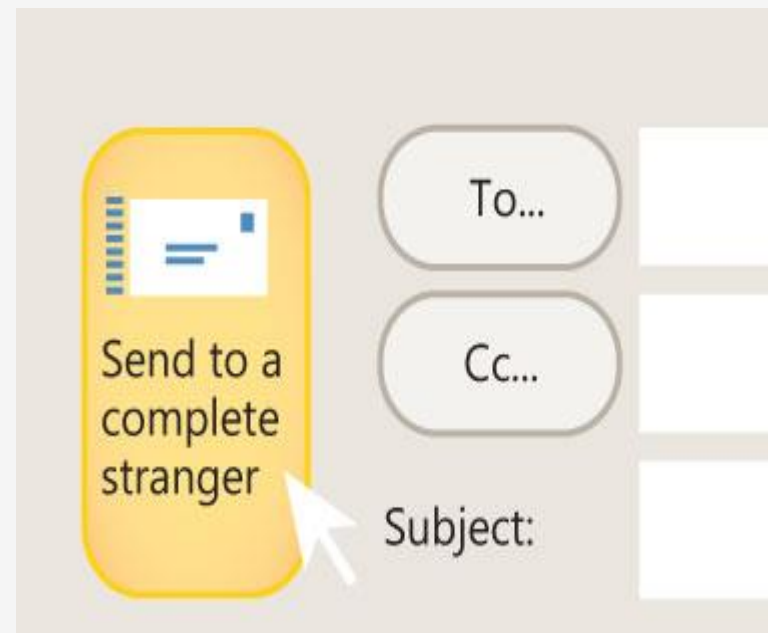 Send to a
complete
stranger
To...
Cc...
Subject: